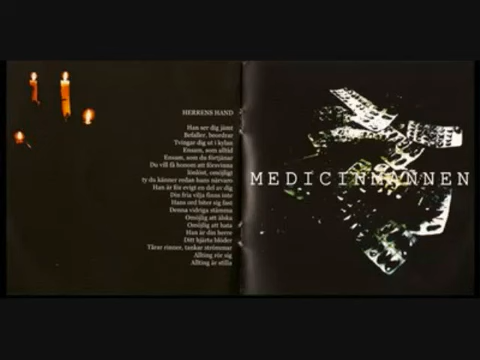 HERRENS HAND
Han ser dig jämt
Befaller, beordrar
Tvingar dig ut i kylan
Ensam, som alltid
Ensam, som du förtjänar
Du vill få honom att försvinna
lönlöst, omöjligt
ty du känner redan hans närvaro
Han är för evigt en del av dig
Din fria vilja finns inte
Hans ord biter sig fast
Denna vidriga stämma
Omöjlig att älska
Omöjlig att hata
Han är din herre
Ditt hjärta blöder
Tårar rinner, tankar strömmar
Allting rör sig
Allting är stilla
MEDICINMANNEN